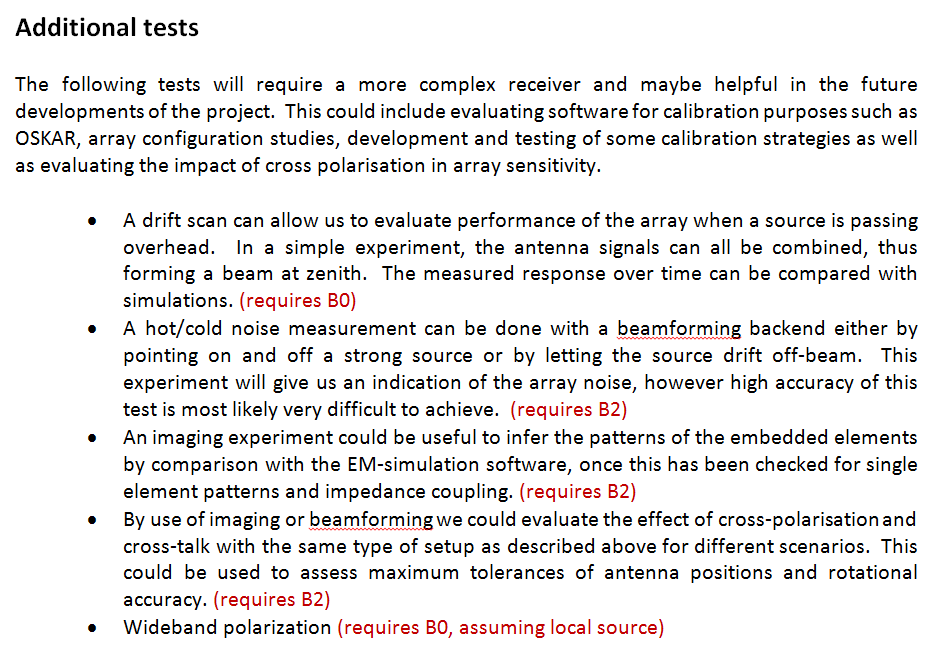 Additional tests
The following tests will require a more complex receiver and maybe helpful in the future
developments of the project. This could include evaluating software for calibration purposes such as
OSKAR, array configuration studies, development and testing of some calibration strategies as well
as evaluating the impact of cross polarisation in array sensitivity.
• A drift scan can allow us to evaluate performance of the array when a source is passing
overhead. In a simple experiment, the antenna signals can all be combined, thus
forming a beam at zenith. The measured response over time can be compared with
simulations. (requires B0)
• A hot/cold noise measurement can be done with a beamforming backend either by
pointing on and off a strong source or by letting the source drift off-beam. This
experiment will give us an indication of the array noise, however high accuracy of this
test is most likely very difficult to achieve. (requires B2)
• An imaging experiment could be useful to infer the patterns of the embedded elements
by comparison with the EM-simulation software, once this has been checked for single
element patterns and impedance coupling. (requires B2)
• By use of imaging or beamforming we could evaluate the effect of cross-polarisation and
cross-talk with the same type of setup as described above for different scenarios. This
could be used to assess maximum tolerances of antenna positions and rotational
accuracy. (requires B2)
• Wideband polarization (requires B0, assuming local source)